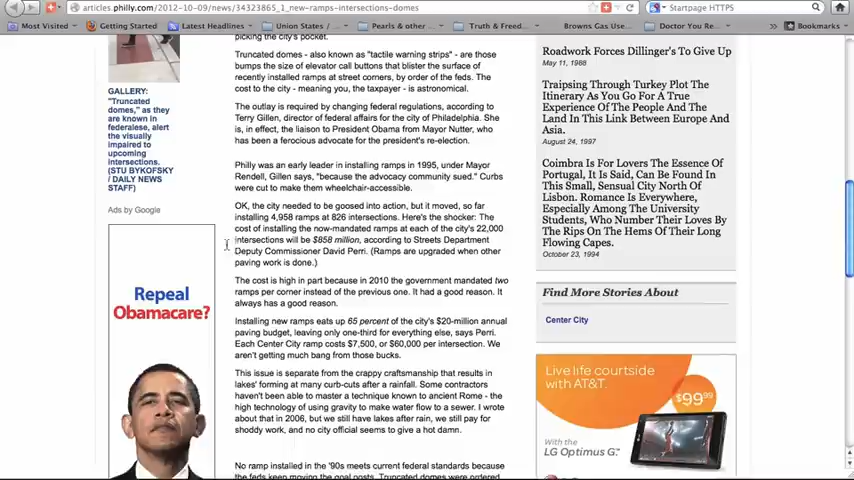 articles.philly.com/2012-10-09/news/34323865_1_new-ramps-intersections-domes
Startpage HTTPS
Most Visited
Getting Started
Latest Headlines
Union States /
Pearls & other
Truth & Freed
Browns Gas Use
Doctor You Re
Bookmarks
picking the city's pocket.
Truncated domes - also known as "tactile warning strips" - are those
bumps the size of elevator call buttons that blister the surface of
recently installed ramps at street corners, by order of the feds. The
cost to the city - meaning you, the taxpayer - is astronomical.
The outlay is required by changing federal regulations, according to
Terry Gillen, director of federal affairs for the city of Philadelphia. She
is, in effect, the liaison to President Obama from Mayor Nutter, who
has been a ferocious advocate for the president's re-election.
Philly was an early leader in installing ramps in 1995, under Mayor
Rendell, Gillen says, "because the advocacy community sued." Curbs
were cut to make them wheelchair-accessible.
OK, the city needed to be goosed into action, but it moved, so far
installing 4,958 ramps at 826 intersections. Here's the shocker: The
cost of installing the now-mandated ramps at each of the city's 22,000
intersections will be $858 million, according to Streets Department
Deputy Commissioner David Perri. (Ramps are upgraded when other
paving work is done.)
The cost is high in part because in 2010 the government mandated two
ramps per corner instead of the previous one. It had a good reason. It
always has a good reason.
Installing new ramps eats up 65 percent of the city's $20-million annual
paving budget, leaving only one-third for everything else, says Perri.
Each Center City ramp costs $7,500, or $60,000 per intersection. We
aren't getting much bang from those bucks.
This issue is separate from the crappy craftsmanship that results in
lakes' forming at many curb-cuts after a rainfall. Some contractors
haven't been able to master a technique known to ancient Rome - the
high technology of using gravity to make water flow to a sewer. I wrote
about that in 2006, but we still have lakes after rain, we still pay for
shoddy work, and no city official seems to give a hot damn.
No ramp installed in the '90s meets current federal standards because
the feds keep moving the goal posts. Truncated domes were ordered
GALLERY:
"Truncated
domes," as they
are known in
federalese, alert
the visually
impaired to
upcoming
intersections.
(STU BYKOFSKY
/ DAILY NEWS
STAFF)
Ads by Google
Repeal
Obamacare?
Roadwork Forces Dillinger's To Give Up
May 11, 1988
Traipsing Through Turkey Plot The
Itinerary As You Go For A True
Experience Of The People And The
Land In This Link Between Europe And
Asia.
August 24, 1997
Coimbra Is For Lovers The Essence Of
Portugal, It Is Said, Can Be Found In
This Small, Sensual City North Of
Lisbon. Romance Is Everywhere,
Especially Among The University
Students, Who Number Their Loves By
The Rips On The Hems Of Their Long
Flowing Capes.
October 23, 1994
Find More Stories About
Center City
Live life courtside
with AT&T.
$99.99
With the
LG Optimus G.™